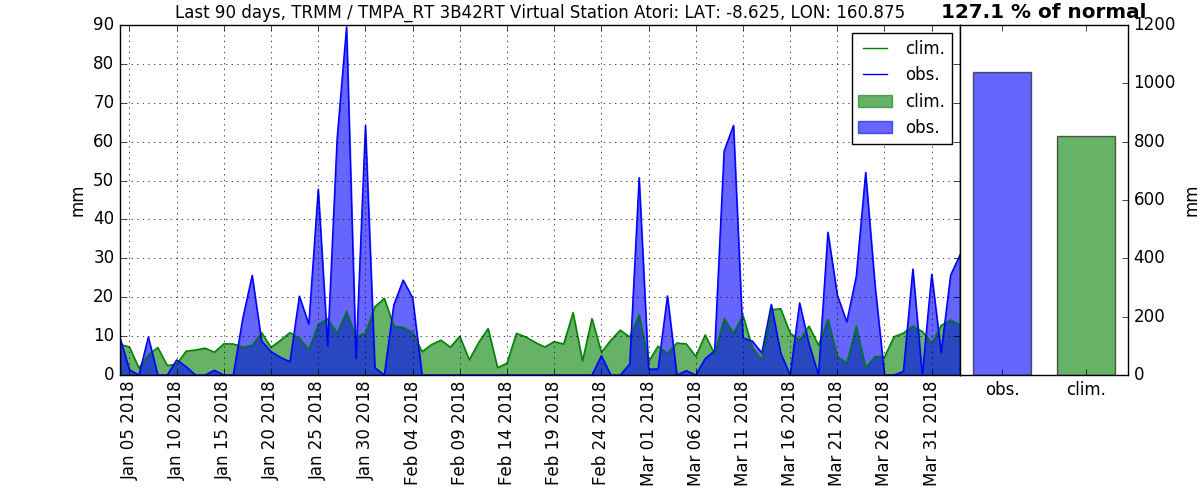 Last 90 days, TRMM / TMPA_RT 3B42RT Virtual Station Atori: LAT: -8.625, LON: 160.875
127.1 % of normal
90
80
70
60
50
40
30
20
10
0
mm
clim.
obs.
clim.
obs.
1200
1000
800
600
400
200
0
mm
obs.
clim.
Jan 05 2018
Jan 10 2018
Jan 15 2018
Jan 20 2018
Jan 25 2018
Jan 30 2018
Feb 04 2018
Feb 09 2018
Feb 14 2018
Feb 19 2018
Feb 24 2018
Mar 01 2018
Mar 06 2018
Mar 11 2018
Mar 16 2018
Mar 21 2018
Mar 26 2018
Mar 31 2018